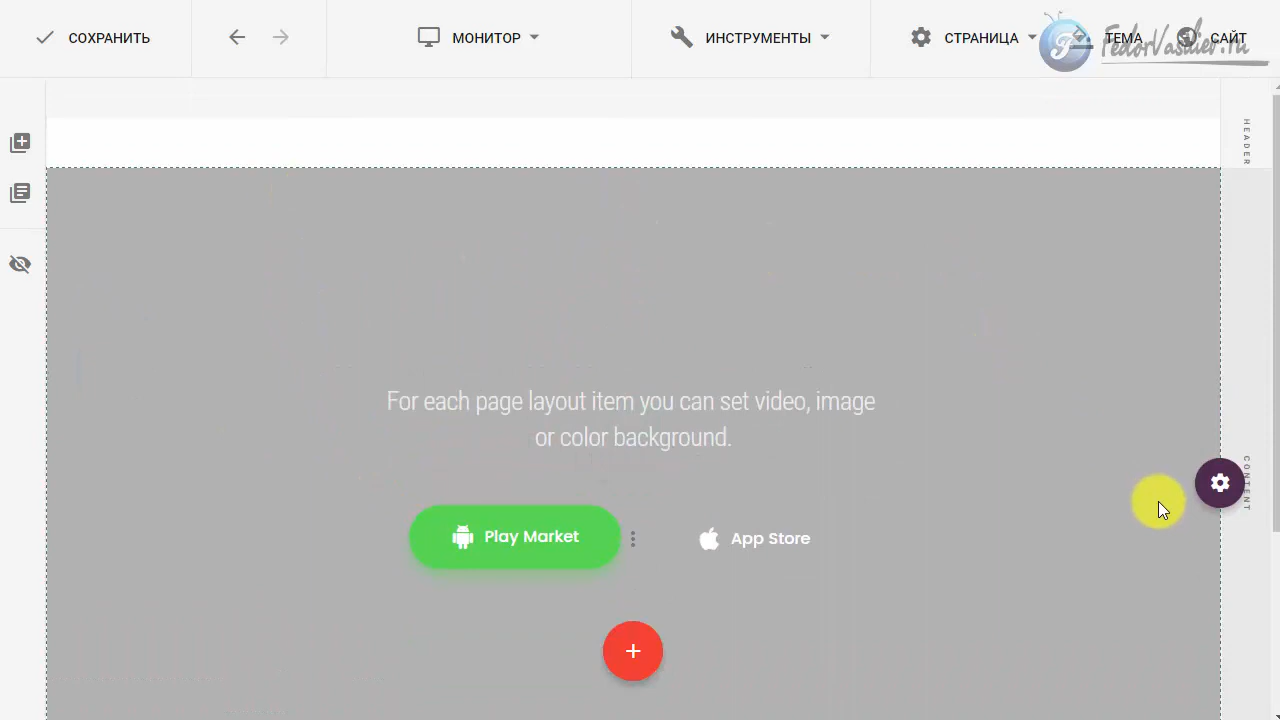 СОХРАНИТЬ
МОНИТОР
ИНСТРУМЕНТЫ
СТРАНИЦА
ТЕМА
САЙТ
FedorVasilev.ru
HEADER
For each page layout item you can set video, image
or color background.
CONTENT
Play Market
App Store